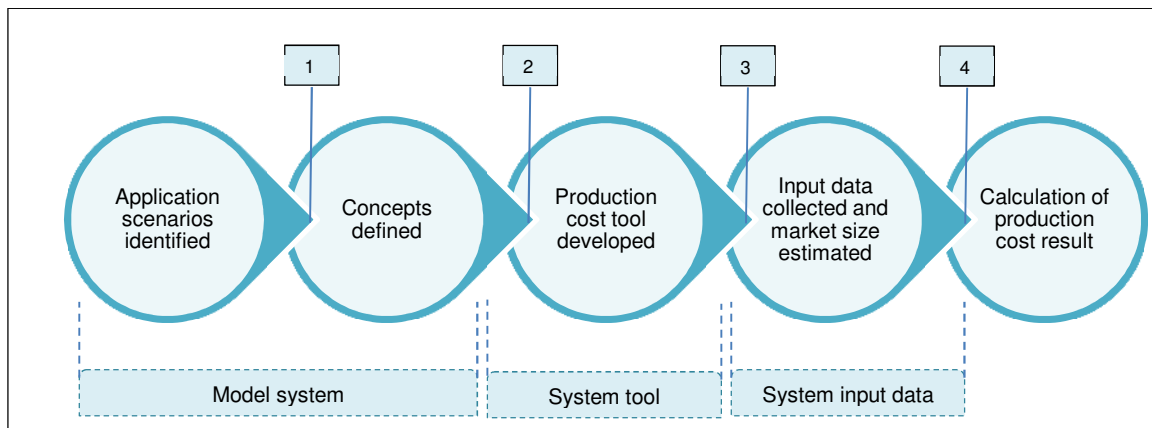 1
2
3
4
Application
scenarios
identified
Concepts
defined
Production
cost tool
developed
Input data
collected and
market size
estimated
Calculation of
production
cost result
Model system
System tool
System input data